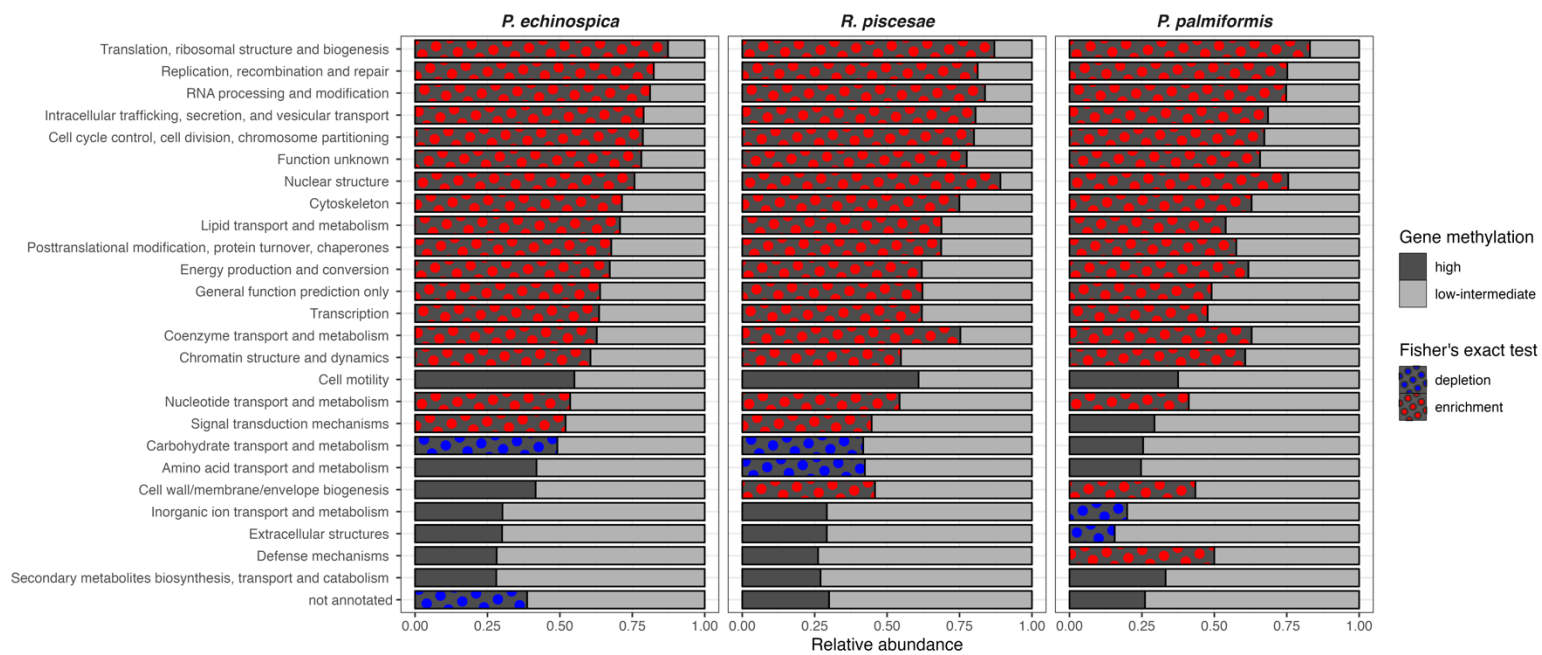 P. echinospica R. piscesae P. palmiformis
Translation, ribosomal structure and biogenesis
Replication, recombination and repair
RNA processing and modification
Intracellular trafficking, secretion, and vesicular transport
Cell cycle control, cell division, chromosome partitioning
Function unknown
Nuclear structure
Cytoskeleton
Lipid transport and metabolism
Posttranslational modification, protein turnover, chaperones
Energy production and conversion
General function prediction only
Transcription
Coenzyme transport and metabolism
Chromatin structure and dynamics
Cell motility
Nucleotide transport and metabolism
Signal transduction mechanisms
Carbohydrate transport and metabolism
Amino acid transport and metabolism
Cell wall/membrane/envelope biogenesis
Inorganic ion transport and metabolism
Extracellular structures
Defense mechanisms
Secondary metabolites biosynthesis, transport and catabolism
not annotated
0.00 0.25 0.50 0.75 1.00 0.00 0.25 0.50 0.75 1.00 0.00 0.25 0.50 0.75 1.00
Relative abundance
Gene methylation
high
low-intermediate
Fisher's exact test
depletion
enrichment